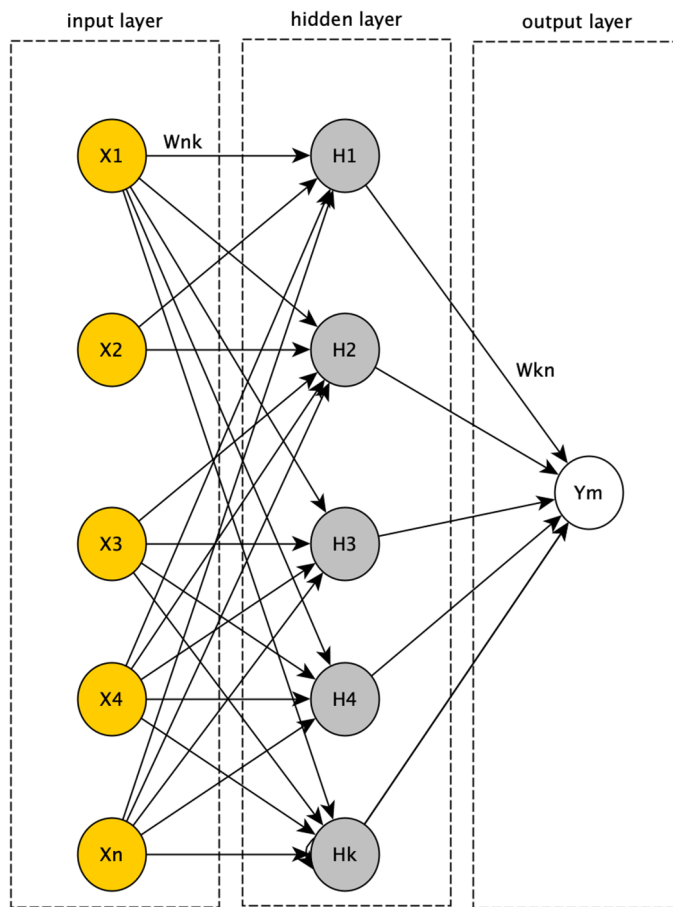 input layer
hidden layer
output layer
Wnk
X1
H1
X2
H2
Wkn
Ym
X3
H3
X4
H4
Xn
Hk